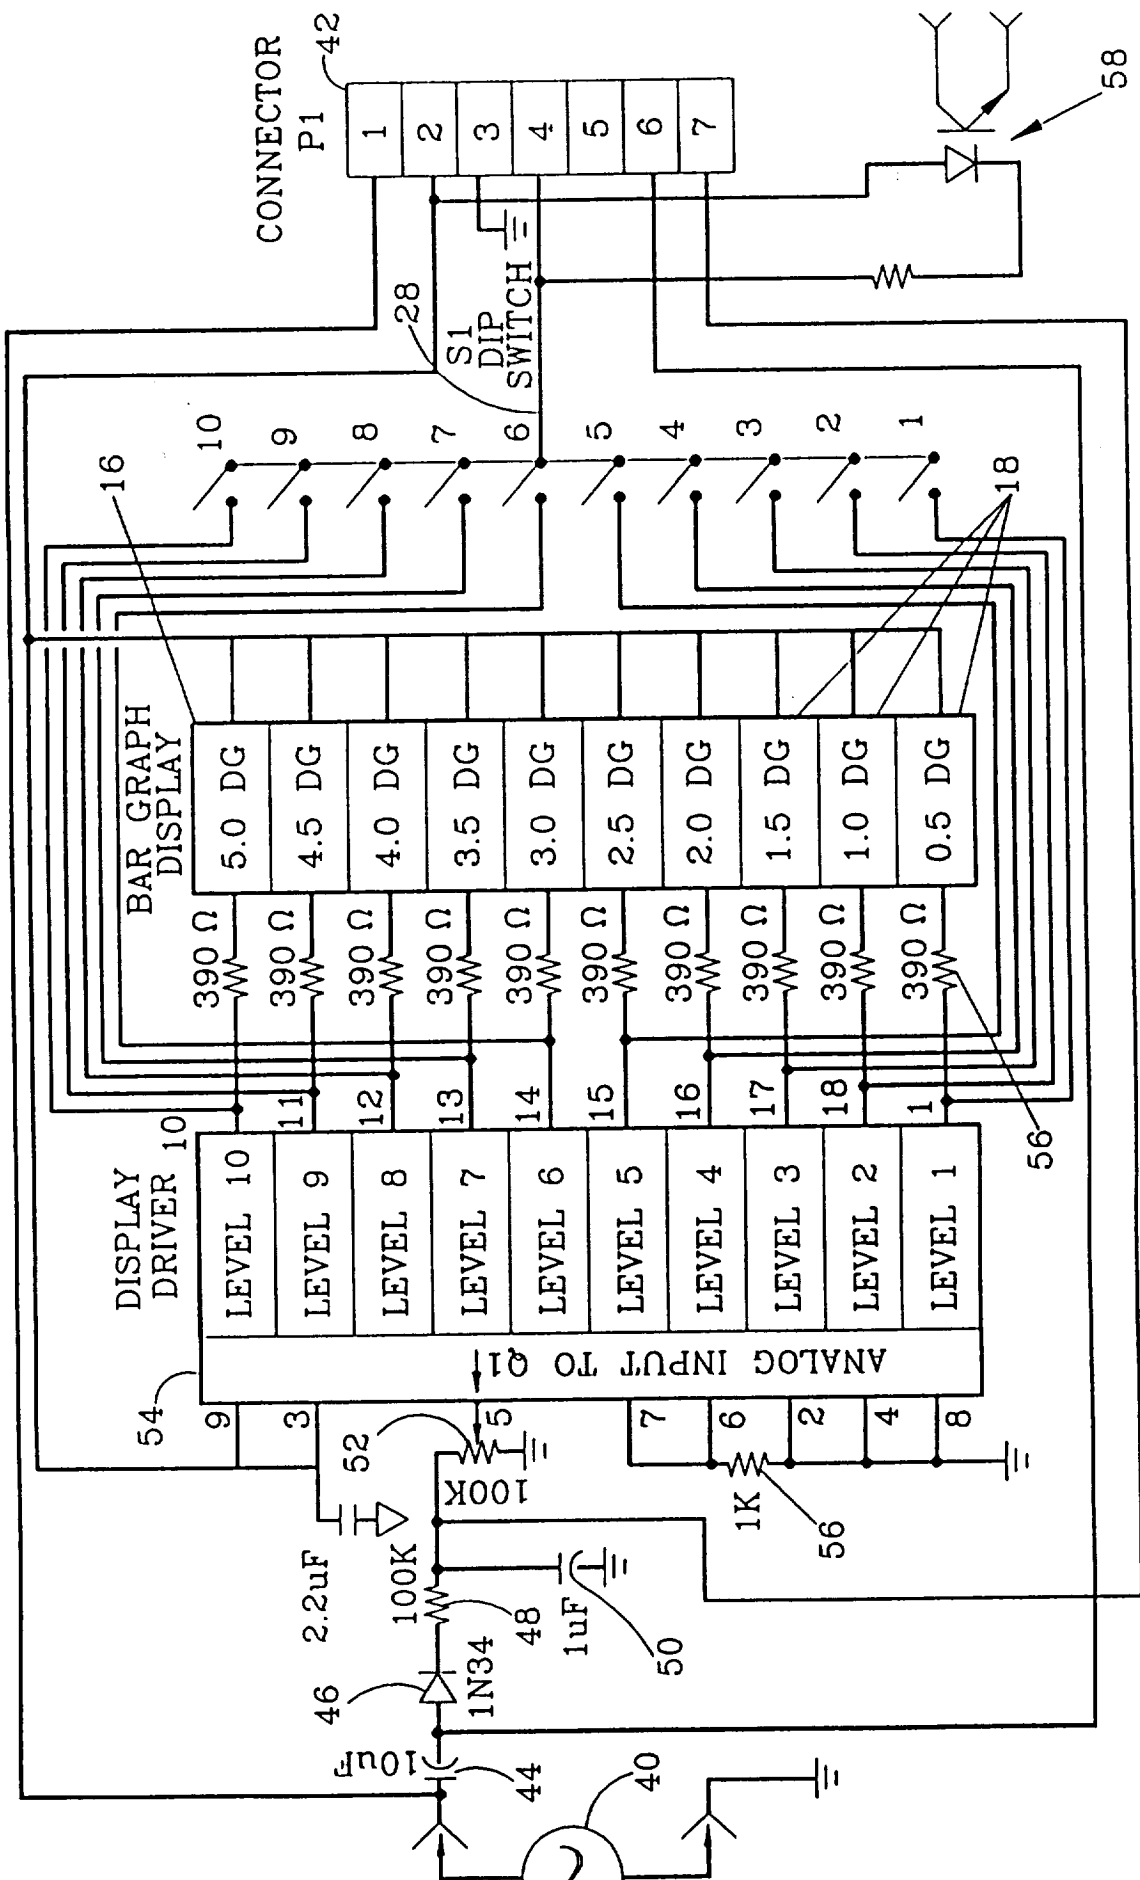 CONNECTOR
P1
42
1
2
3
4
5
6
7
58
28
S1
DIP
SWITCH
10
9
8
7
6
5
4
3
2
1
16
18
BAR GRAPH
DISPLAY
5.0 DG
4.5 DG
4.0 DG
3.5 DG
3.0 DG
2.5 DG
2.0 DG
1.5 DG
1.0 DG
0.5 DG
390 Ω
390 Ω
390 Ω
390 Ω
390 Ω
390 Ω
390 Ω
390 Ω
390 Ω
390 Ω
56
DISPLAY
DRIVER
10
11
12
13
14
15
16
17
18
1
LEVEL 10
LEVEL 9
LEVEL 8
LEVEL 7
LEVEL 6
LEVEL 5
LEVEL 4
LEVEL 3
LEVEL 2
LEVEL 1
ANALOG INPUT TO Q1
54
9
3
5
7
6
2
4
8
52
100K
1K
56
2.2uF
100K
48
1uF
50
46
1N34
10uF
44
40